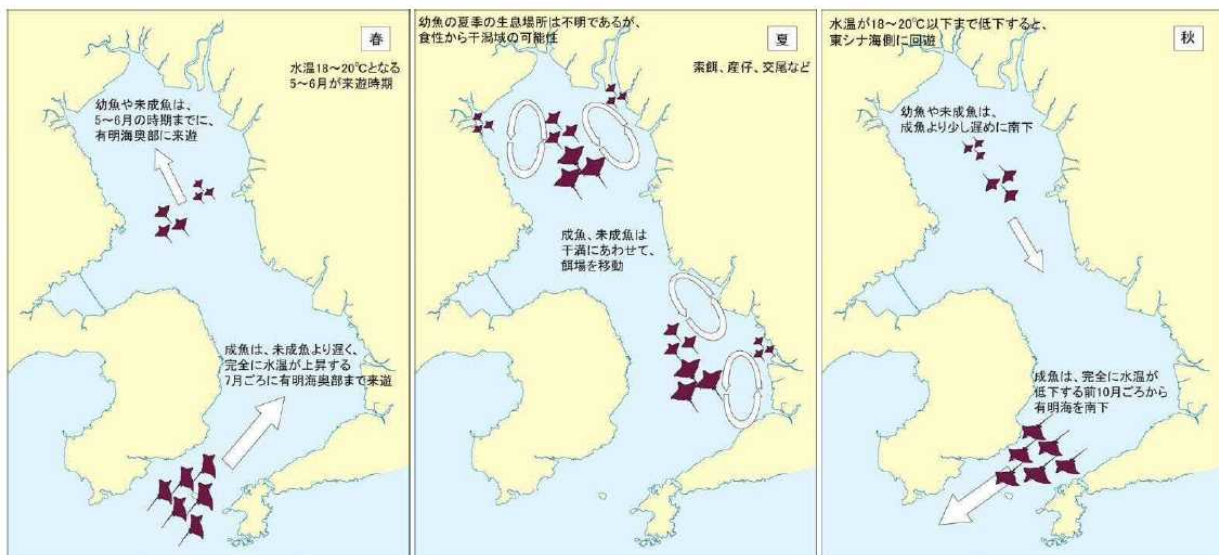 春
水温18~20℃となる
5~6月が来遊時期
幼魚や未成魚は、
5~6月の時期までに、
有明海奥部に来遊
成魚は、未成魚より遅く、
完全に水温が上昇する
7月ごろに有明海奥部まで来遊
幼魚の夏季の生息場所は不明であるが、
食性から干潟域の可能性
夏
索餌、産仔、交尾など
成魚、未成魚は
干満にあわせて、
餌場を移動
水温が18~20℃以下まで低下すると、
東シナ海側に回遊
秋
幼魚や未成魚は、
成魚より少し遅めに南下
成魚は、完全に水温が
低下する前10月ごろから
有明海を南下